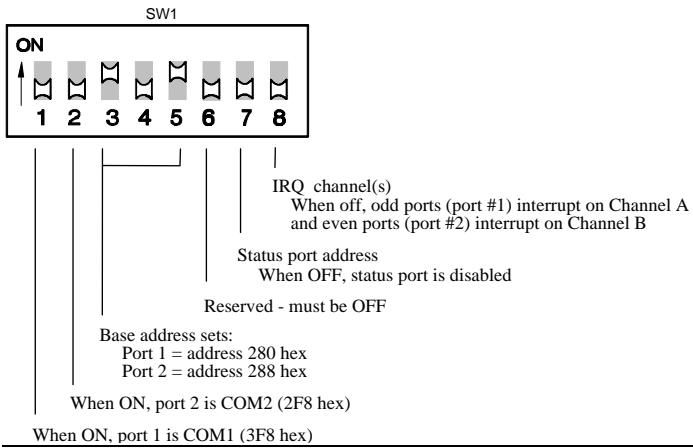 SW1
ON
1 2 3 4 5 6 7 8
IRQ channel(s)
When off, odd ports (port #1) interrupt on Channel A
and even ports (port #2) interrupt on Channel B
Status port address
When OFF, status port is disabled
Reserved - must be OFF
Base address sets:
Port 1 = address 280 hex
Port 2 = address 288 hex
When ON, port 2 is COM2 (2F8 hex)
When ON, port 1 is COM1 (3F8 hex)